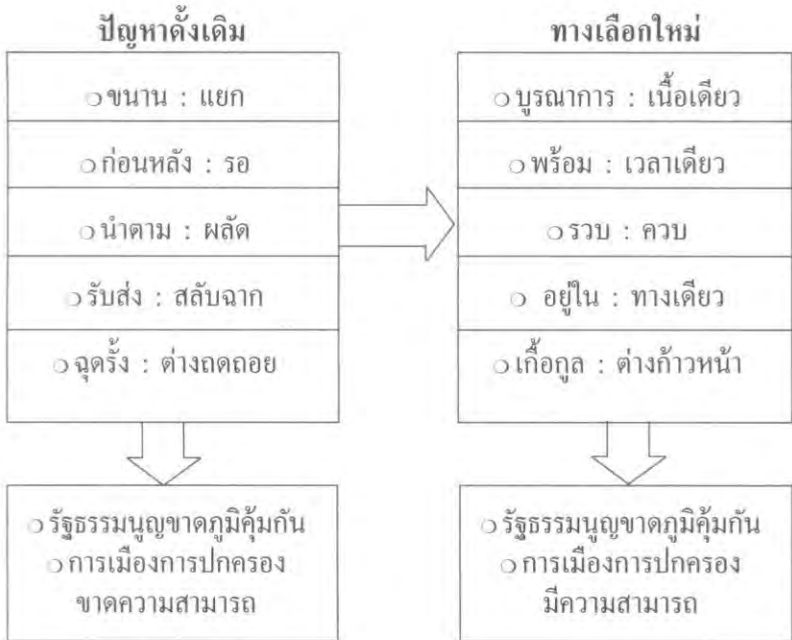 ปัญหาดั้งเดิม
❍ ขนาน : แยก
❍ ก่อนหลัง : รอ
❍ นำตาม : ผลัด
❍ รับส่ง : สลับฉาก
❍ ฉุดรั้ง : ต่างถดถอย
❍ รัฐธรรมนูญขาดภูมิคุ้มกัน
❍ การเมืองการปกครอง
ขาดความสามารถ
ทางเลือกใหม่
❍ บูรณาการ : เนื้อเดียว
❍ พร้อม : เวลาเดียว
❍ รวบ : ควบ
❍ อยู่ใน : ทางเดียว
❍ เกื้อกูล : ต่างก้าวหน้า
❍ รัฐธรรมนูญขาดภูมิคุ้มกัน
❍ การเมืองการปกครอง
มีความสามารถ